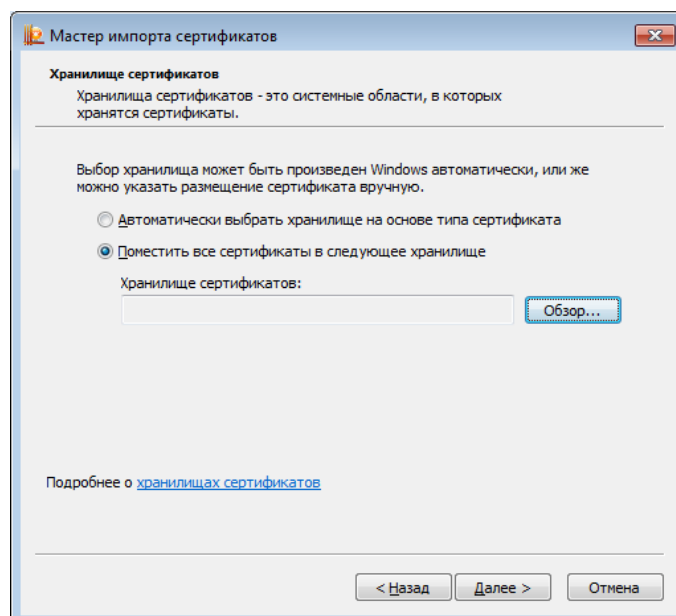 Мастер импорта сертификатов
Хранилище сертификатов
Хранилища сертификатов - это системные области, в которых
хранятся сертификаты.
Выбор хранилища может быть произведен Windows автоматически, или же
можно указать размещение сертификата вручную.
Автоматически выбрать хранилище на основе типа сертификата
Поместить все сертификаты в следующее хранилище
Хранилище сертификатов:
Обзор...
Подробнее о хранилищах сертификатов
< Назад Далее > Отмена